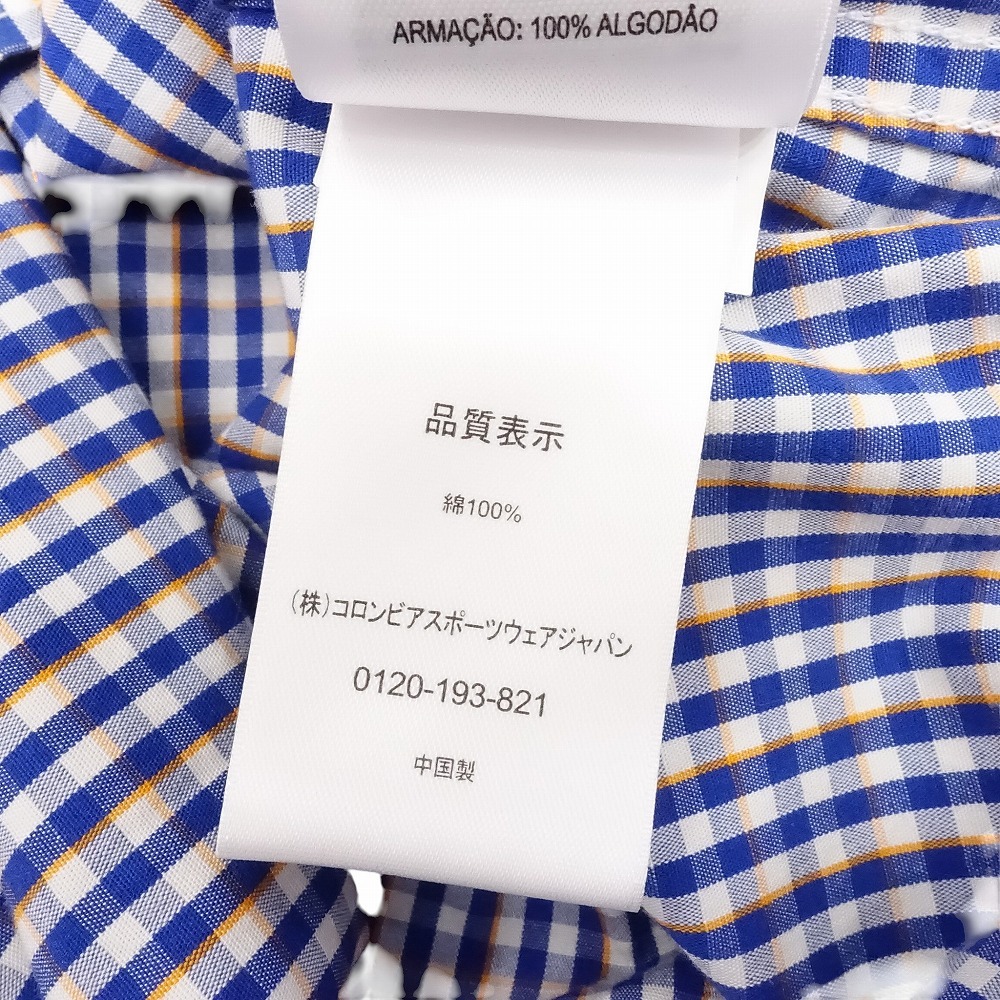 ARMAÇÃO: 100% ALGODÃO
品質表示
綿100%
(株)コロンビアスポーツウェアジャパン
0120-193-821
中国製